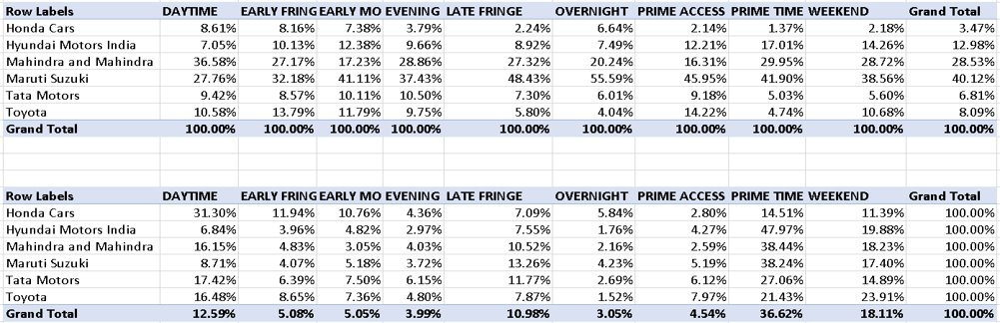 Row Labels DAYTIME EARLY FRING EARLY MO EVENING LATE FRINGE OVERNIGHT PRIME ACCESS PRIME TIME WEEKEND Grand Total
Honda Cars 8.61% 8.16% 7.38% 3.79% 2.24% 6.64% 2.14% 1.37% 2.18% 3.47%
Hyundai Motors India 7.05% 10.13% 12.38% 9.66% 8.92% 7.49% 12.21% 17.01% 14.26% 12.98%
Mahindra and Mahindra 36.58% 27.17% 17.23% 28.86% 27.32% 20.24% 16.31% 29.95% 28.72% 28.53%
Maruti Suzuki 27.76% 32.18% 41.11% 37.43% 48.43% 55.59% 45.95% 41.90% 38.56% 40.12%
Tata Motors 9.42% 8.57% 10.11% 10.50% 7.30% 6.01% 9.18% 5.03% 5.60% 6.81%
Toyota 10.58% 13.79% 11.79% 9.75% 5.80% 4.04% 14.22% 4.74% 10.68% 8.09%
Grand Total 100.00% 100.00% 100.00% 100.00% 100.00% 100.00% 100.00% 100.00% 100.00% 100.00%
Row Labels DAYTIME EARLY FRING EARLY MO EVENING LATE FRINGE OVERNIGHT PRIME ACCESS PRIME TIME WEEKEND Grand Total
Honda Cars 31.30% 11.94% 10.76% 4.36% 7.09% 5.84% 2.80% 14.51% 11.39% 100.00%
Hyundai Motors India 6.84% 3.96% 4.82% 2.97% 7.55% 1.76% 4.27% 47.97% 19.88% 100.00%
Mahindra and Mahindra 16.15% 4.83% 3.05% 4.03% 10.52% 2.16% 2.59% 38.44% 18.23% 100.00%
Maruti Suzuki 8.71% 4.07% 5.18% 3.72% 13.26% 4.23% 5.19% 38.24% 17.40% 100.00%
Tata Motors 17.42% 6.39% 7.50% 6.15% 11.77% 2.69% 6.12% 27.06% 14.89% 100.00%
Toyota 16.48% 8.65% 7.36% 4.80% 7.87% 1.52% 7.97% 21.43% 23.91% 100.00%
Grand Total 12.59% 5.08% 5.05% 3.99% 10.98% 3.05% 4.54% 36.62% 18.11% 100.00%